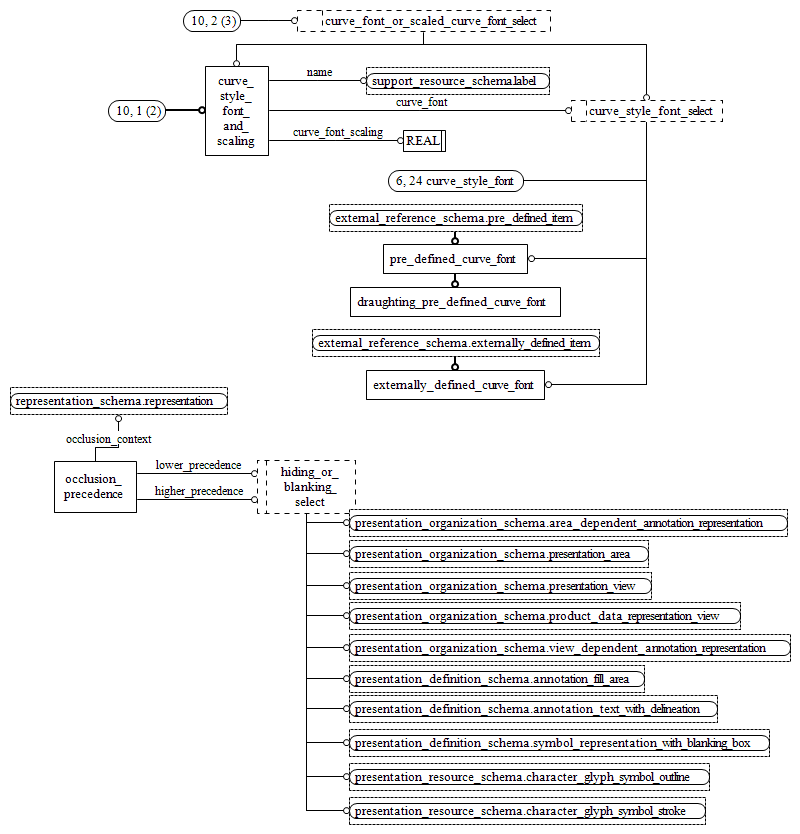 10, 2 (3)
curve_font_or_scaled_curve_font_select
curve_
style_
font_
and_
scaling
name
support_resource_schema.label
10, 1 (2)
curve_font
curve_style_font_select
curve_font_scaling
REAL
6, 24 curve_style_font
external_reference_schema.pre_defined_item
pre_defined_curve_font
draughting_pre_defined_curve_font
external_reference_schema.externally_defined_item
externally_defined_curve_font
representation_schema.representation
occlusion_context
occlusion_
precedence
lower_precedence
higher_precedence
hiding_or_
blanking_
select
presentation_organization_schema.area_dependent_annotation_representation
presentation_organization_schema.presentation_area
presentation_organization_schema.presentation_view
presentation_organization_schema.product_data_representation_view
presentation_organization_schema.view_dependent_annotation_representation
presentation_definition_schema.annotation_fill_area
presentation_definition_schema.annotation_text_with_delineation
presentation_definition_schema.symbol_representation_with_blanking_box
presentation_resource_schema.character_glyph_symbol_outline
presentation_resource_schema.character_glyph_symbol_stroke